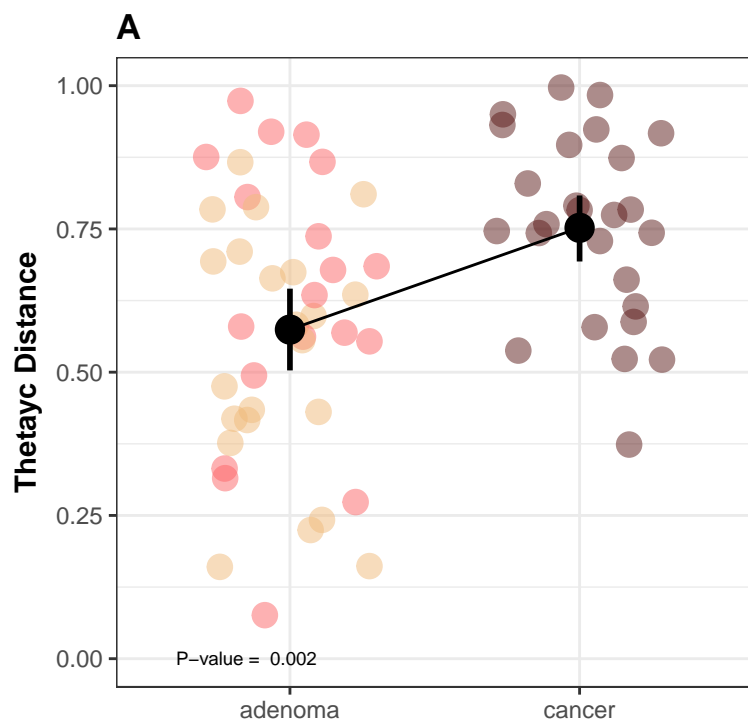 A
Thetayc Distance
1.00
0.75
0.50
0.25
0.00
P−value =  0.002
adenoma
cancer